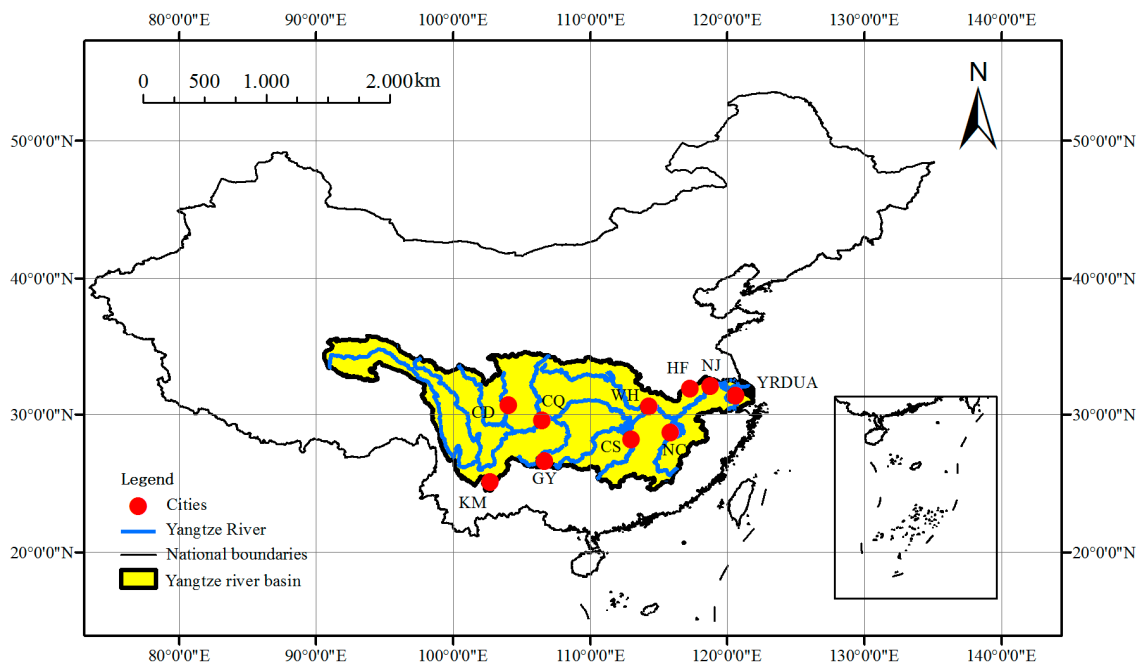 80°0'0"E 90°0'0"E 100°0'0"E 110°0'0"E 120°0'0"E 130°0'0"E 140°0'0"E
0 500 1.000 2.000km
N
50°0'0"N 50°0'0"N
40°0'0"N 40°0'0"N
HF NJ
YRDUA
CD CQ WH
30°0'0"N 30°0'0"N
CS NC
GY
KM
Legend
Cities
Yangtze River
National boundaries
Yangtze river basin
20°0'0"N 20°0'0"N
80°0'0"E 90°0'0"E 100°0'0"E 110°0'0"E 120°0'0"E 130°0'0"E 140°0'0"E